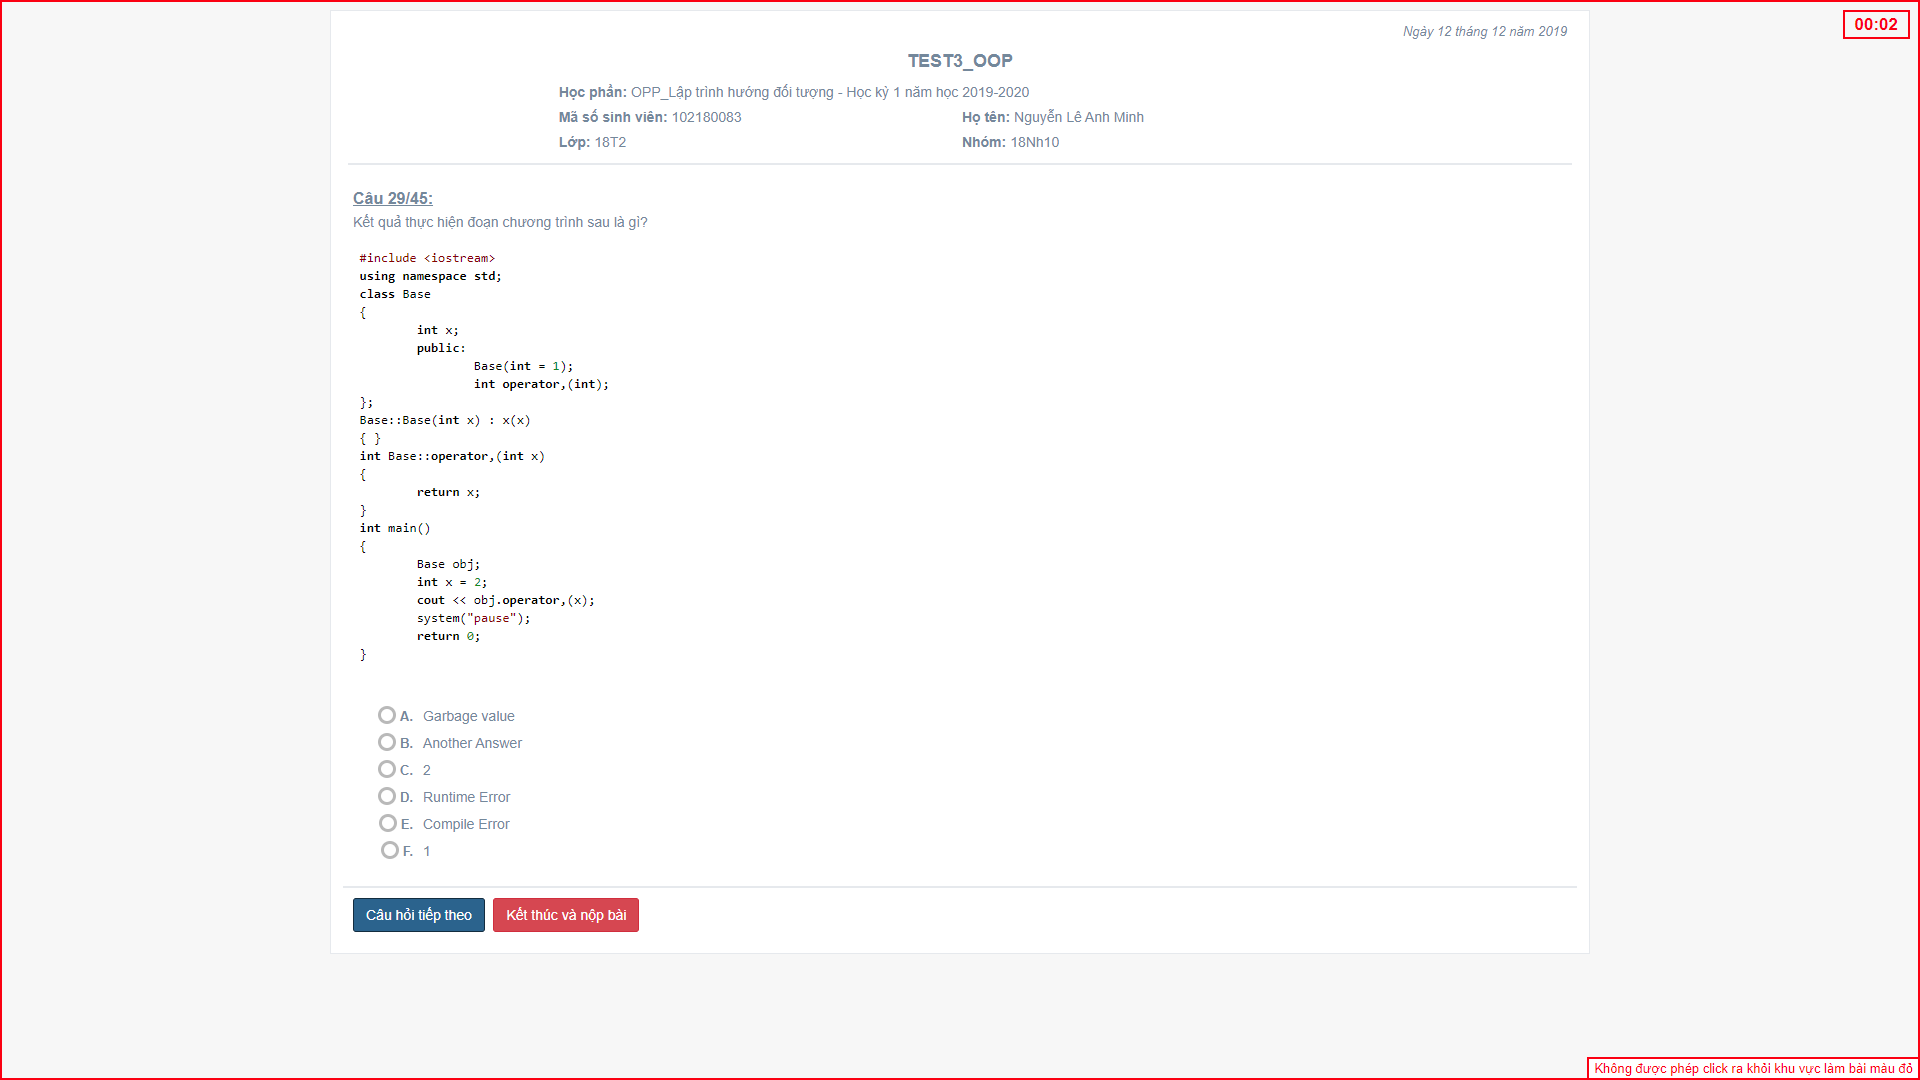 00:02
Ngày 12 tháng 12 năm 2019
TEST3_OOP
Học phần: OPP_Lập trình hướng đối tượng - Học kỳ 1 năm học 2019-2020
Mã số sinh viên: 102180083 Họ tên: Nguyễn Lê Anh Minh
Lớp: 18T2 Nhóm: 18Nh10
Câu 29/45:
Kết quả thực hiện đoạn chương trình sau là gì?
#include <iostream>
using namespace std;
class Base
{
int x;
public:
Base(int = 1);
int operator,(int);
};
Base::Base(int x) : x(x)
{ }
int Base::operator,(int x)
{
return x;
}
int main()
{
Base obj;
int x = 2;
cout << obj.operator,(x);
system("pause");
return 0;
}
A. Garbage value
B. Another Answer
C. 2
D. Runtime Error
E. Compile Error
F. 1
Câu hỏi tiếp theo Kết thúc và nộp bài
Không được phép click ra khỏi khu vực làm bài màu đỏ